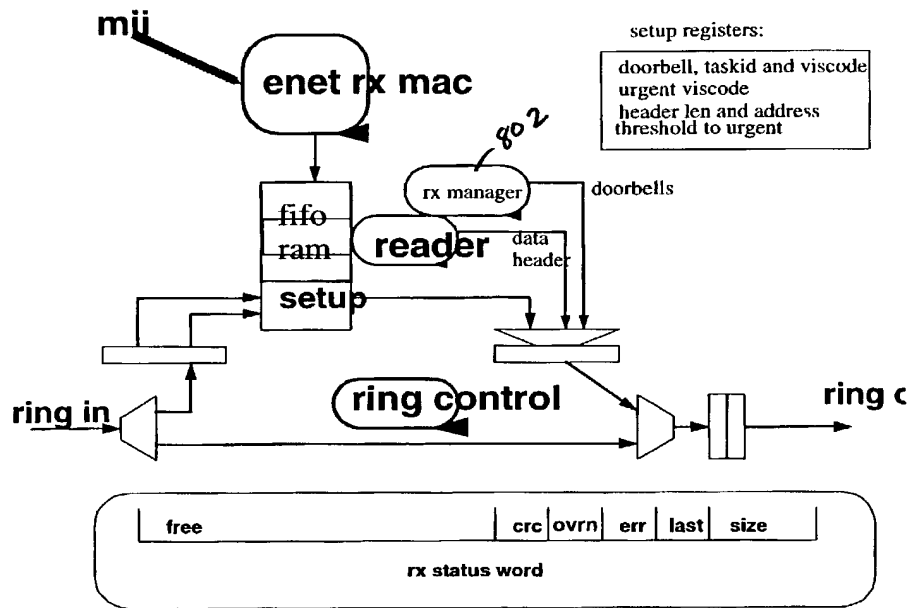 mii
enet rx mac
setup registers:
doorbell, taskid and viscode
urgent viscode
header len and address
threshold to urgent
802
rx manager
doorbells
fifo
ram
reader
data
header
setup
ring in
ring control
ring
free
crc
ovrn
err
last
size
rx status word